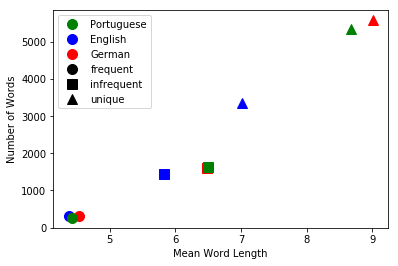 Portuguese
English
German
frequent
infrequent
unique
Number of Words
5000
4000
3000
2000
1000
0
5 6 7 8 9
Mean Word Length